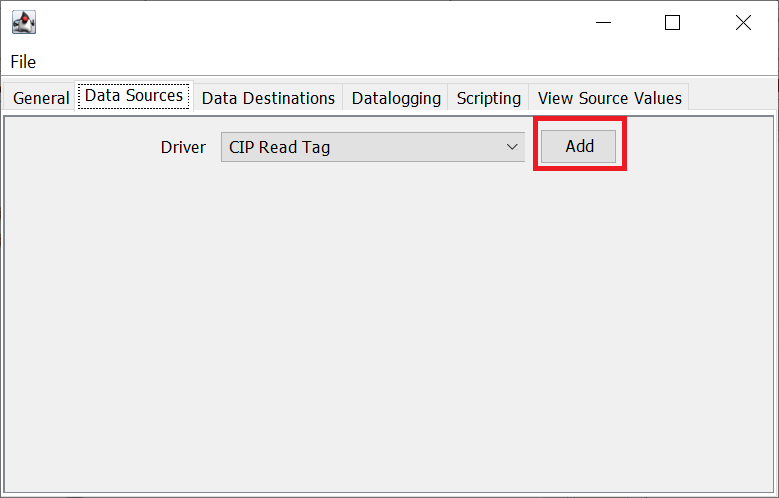 File
General Data Sources Data Destinations Datalogging Scripting View Source Values
Driver CIP Read Tag Add